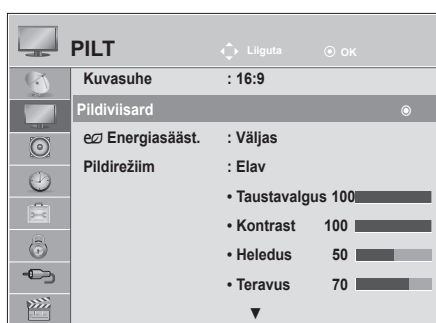 PILT Liiguta OK
Kuvasuhe : 16:9
Pildiviisard
Energiasääst. : Väljas
Pildirežiim : Elav
• Taustavalgus 100
• Kontrast 100
• Heledus 50
• Teravus 70
▼